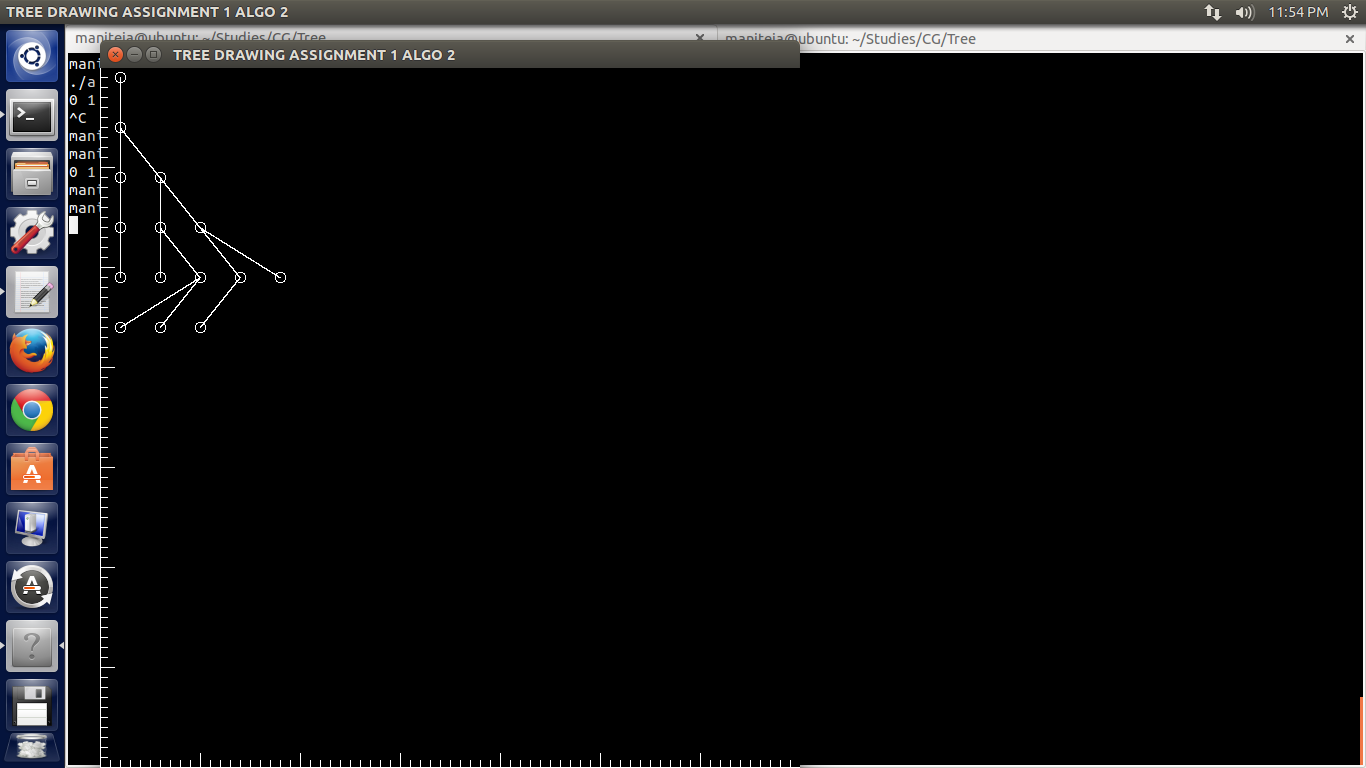 TREE DRAWING ASSIGNMENT 1 ALGO 2
11:54 PM
maniteja@ubuntu: ~/Studies/CG/Tree
maniteja@ubuntu: ~/Studies/CG/Tree
TREE DRAWING ASSIGNMENT 1 ALGO 2
mani
./a
0 1
^C
mani
mani
0 1
mani
mani